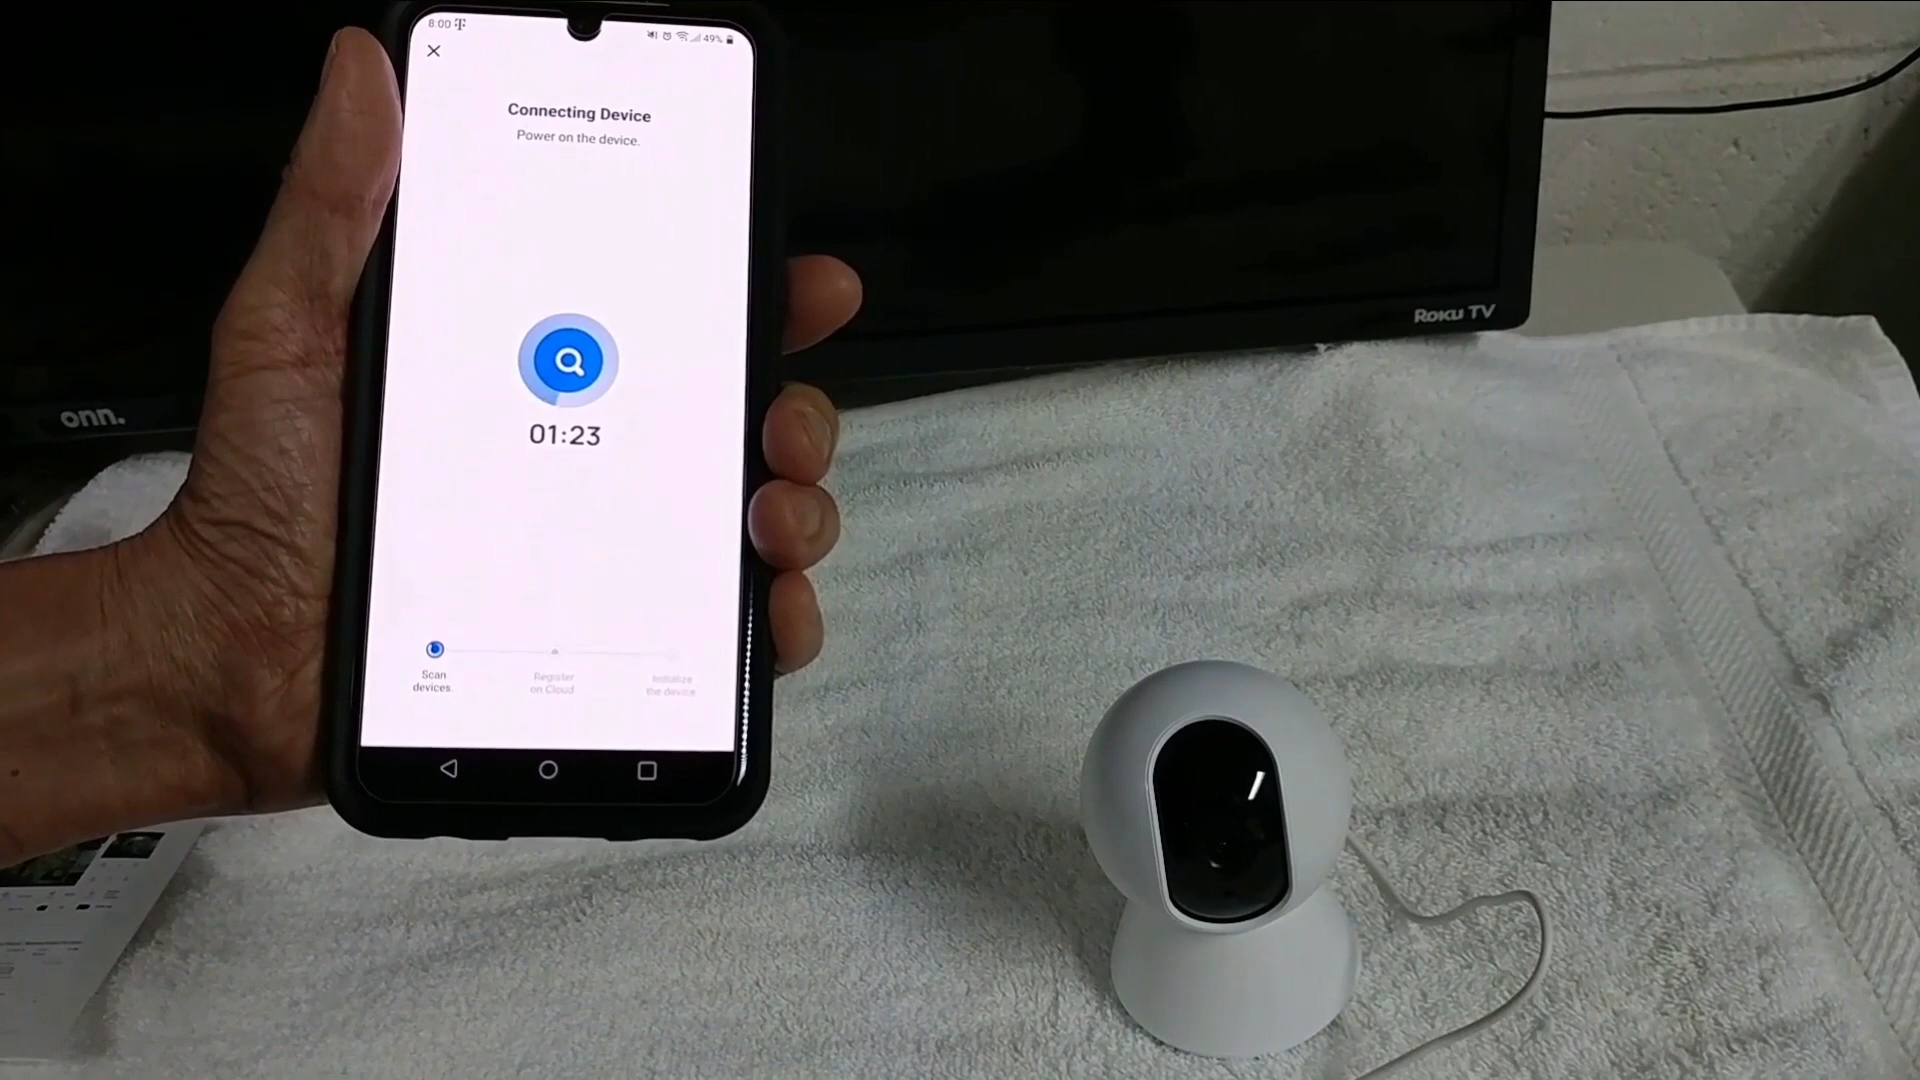 8:00
49%
Connecting Device
Power on the device.
01:23
Scan
devices
Register
on Cloud
Initialize
the device
onn.
Roku TV